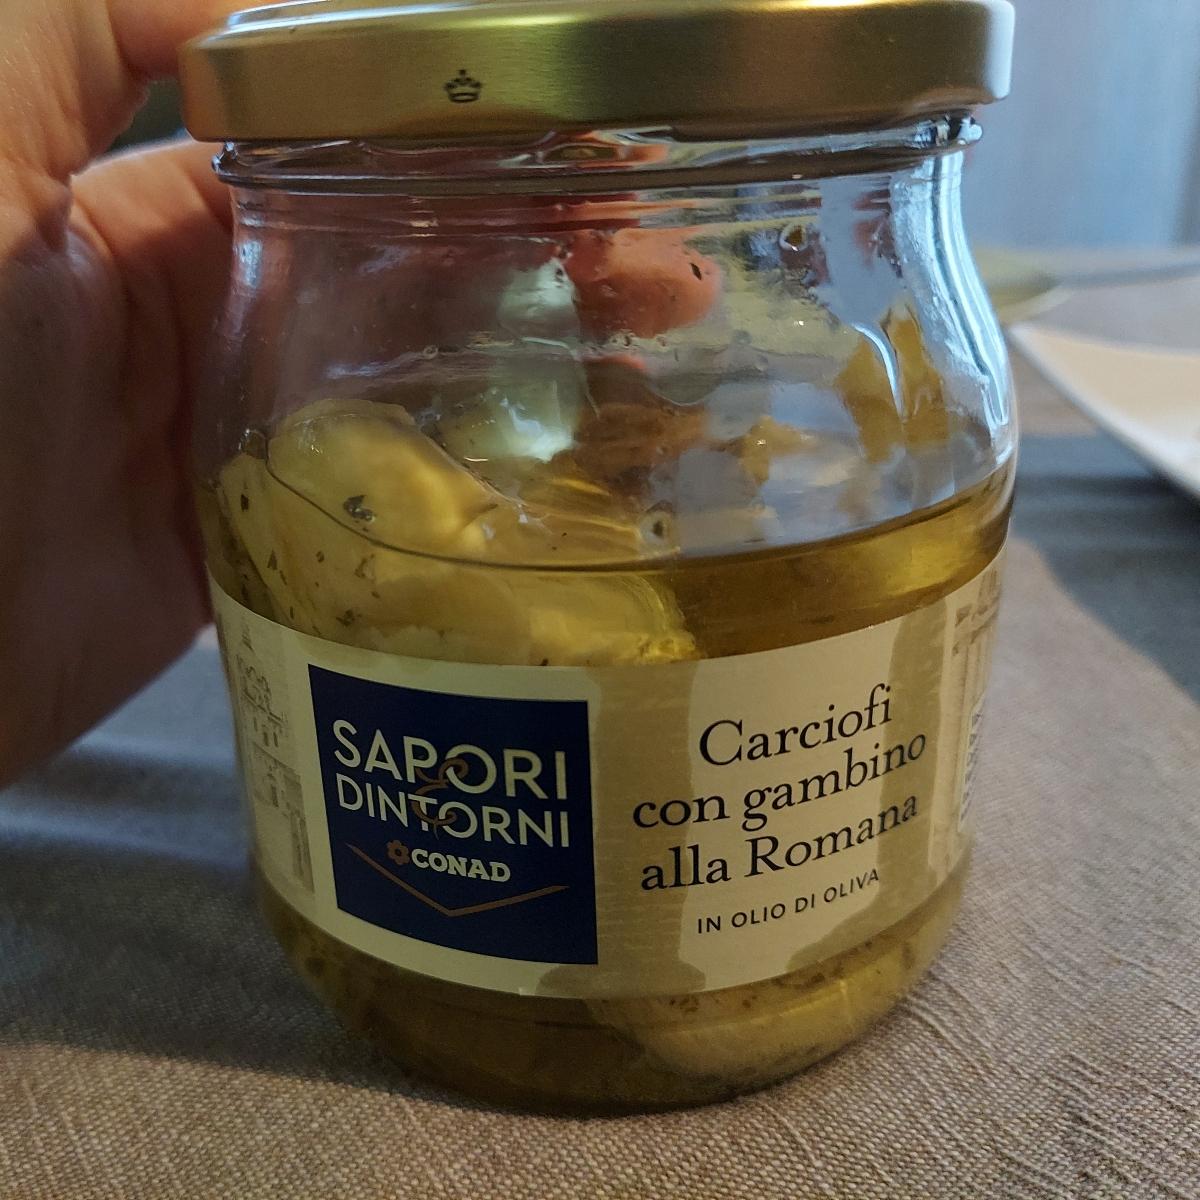 SAPORI
&
DINTORNI
CONAD
Carciofi
con gambino
alla Romana
IN OLIO DI OLIVA